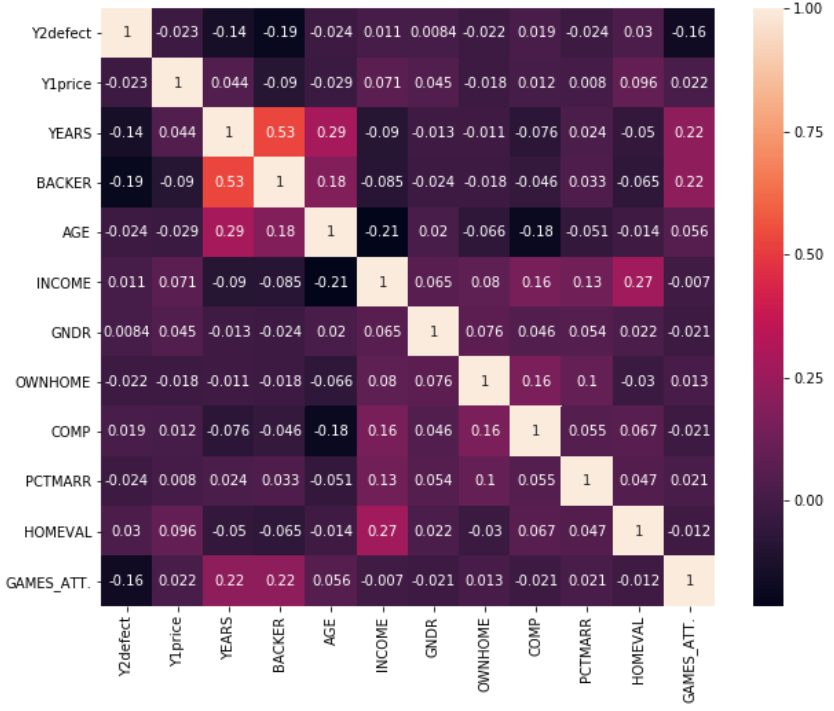 Y2defect 1 -0.023 -0.14 -0.19 -0.024 0.011 0.0084 -0.022 0.019 -0.024 0.03 -0.16
Y1price -0.023 1 0.044 -0.09 -0.029 0.071 0.045 -0.018 0.012 0.008 0.096 0.022
YEARS -0.14 0.044 1 0.53 0.29 -0.09 -0.013 -0.011 -0.076 0.024 -0.05 0.22
BACKER -0.19 -0.09 0.53 1 0.18 -0.085 -0.024 -0.018 -0.046 0.033 -0.065 0.22
AGE -0.024 -0.029 0.29 0.18 1 -0.21 0.02 -0.066 -0.18 -0.051 -0.014 0.056
INCOME 0.011 0.071 -0.09 -0.085 -0.21 1 0.065 0.08 0.16 0.13 0.27 -0.007
GNDR 0.0084 0.045 -0.013 -0.024 0.02 0.065 1 0.076 0.046 0.054 0.022 -0.021
OWNHOME -0.022 -0.018 -0.011 -0.018 -0.066 0.08 0.076 1 0.16 0.1 -0.03 0.013
COMP 0.019 0.012 -0.076 -0.046 -0.18 0.16 0.046 0.16 1 0.055 0.067 -0.021
PCTMARR -0.024 0.008 0.024 0.033 -0.051 0.13 0.054 0.1 0.055 1 0.047 0.021
HOMEVAL 0.03 0.096 -0.05 -0.065 -0.014 0.27 0.022 -0.03 0.067 0.047 1 -0.012
GAMES_ATT. -0.16 0.022 0.22 0.22 0.056 -0.007 -0.021 0.013 -0.021 0.021 -0.012 1
Y2defect Y1price YEARS BACKER AGE INCOME GNDR OWNHOME COMP PCTMARR HOMEVAL GAMES_ATT.
1.00
0.75
0.50
0.25
0.00